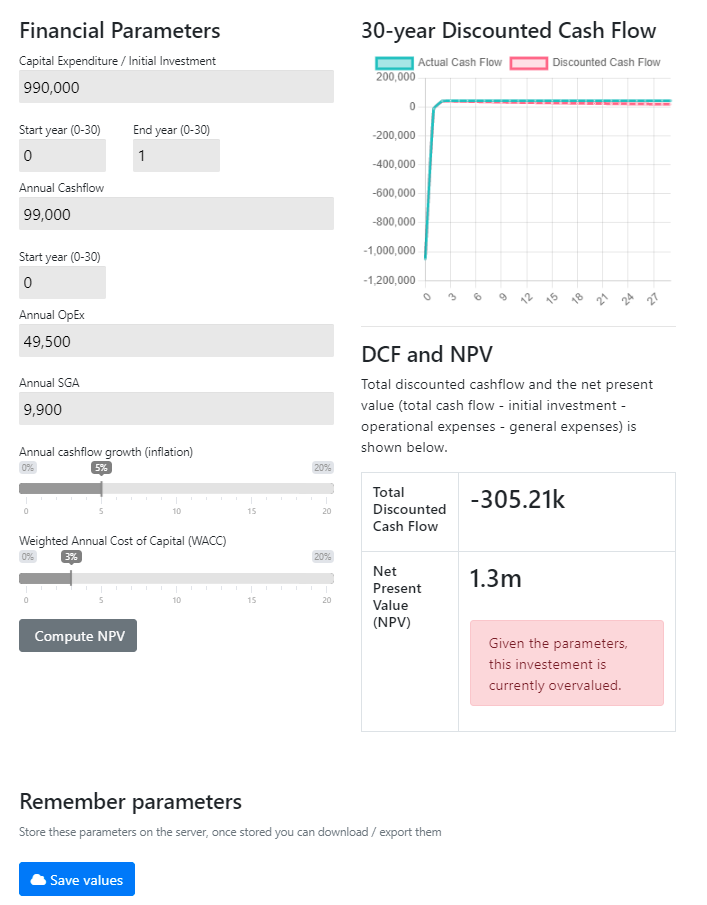 Financial Parameters
Capital Expenditure / Initial Investment
990,000
Start year (0-30)
End year (0-30)
0
1
Annual Cashflow
99,000
Start year (0-30)
0
Annual OpEx
49,500
Annual SGA
9,900
Annual cashflow growth (inflation)
0%
5%
20%
0
5
10
15
20
Weighted Annual Cost of Capital (WACC)
0%
3%
20%
0
5
10
15
20
Compute NPV
30-year Discounted Cash Flow
Actual Cash Flow
Discounted Cash Flow
200,000
0
-200,000
-400,000
-600,000
-800,000
-1,000,000
-1,200,000
0
3
6
9
12
15
18
21
24
27
DCF and NPV
Total discounted cashflow and the net present
value (total cash flow - initial investment -
operational expenses - general expenses) is
shown below.
Total
Discounted
Cash Flow
-305.21k
Net
Present
Value
(NPV)
1.3m
Given the parameters,
this investement is
currently overvalued.
Remember parameters
Store these parameters on the server, once stored you can download / export them
Save values